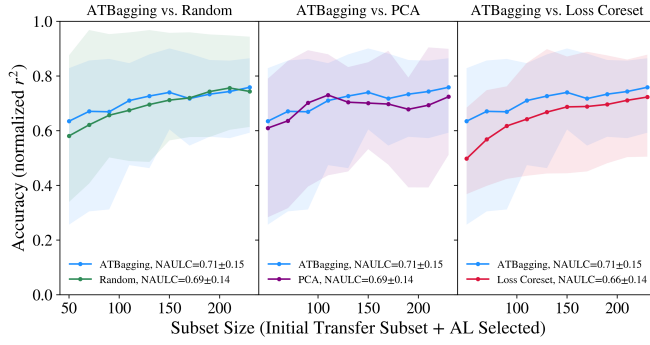 ATBagging vs. Random
ATBagging vs. PCA
ATBagging vs. Loss Coreset
Accuracy (normalized r²)
1.0
0.8
0.6
0.4
0.2
0.0
ATBagging, NAULC=0.71±0.15
Random, NAULC=0.69±0.14
ATBagging, NAULC=0.71±0.15
PCA, NAULC=0.69±0.14
ATBagging, NAULC=0.71±0.15
Loss Coreset, NAULC=0.66±0.14
50 100 150 200
100 150 200
100 150 200
Subset Size (Initial Transfer Subset + AL Selected)